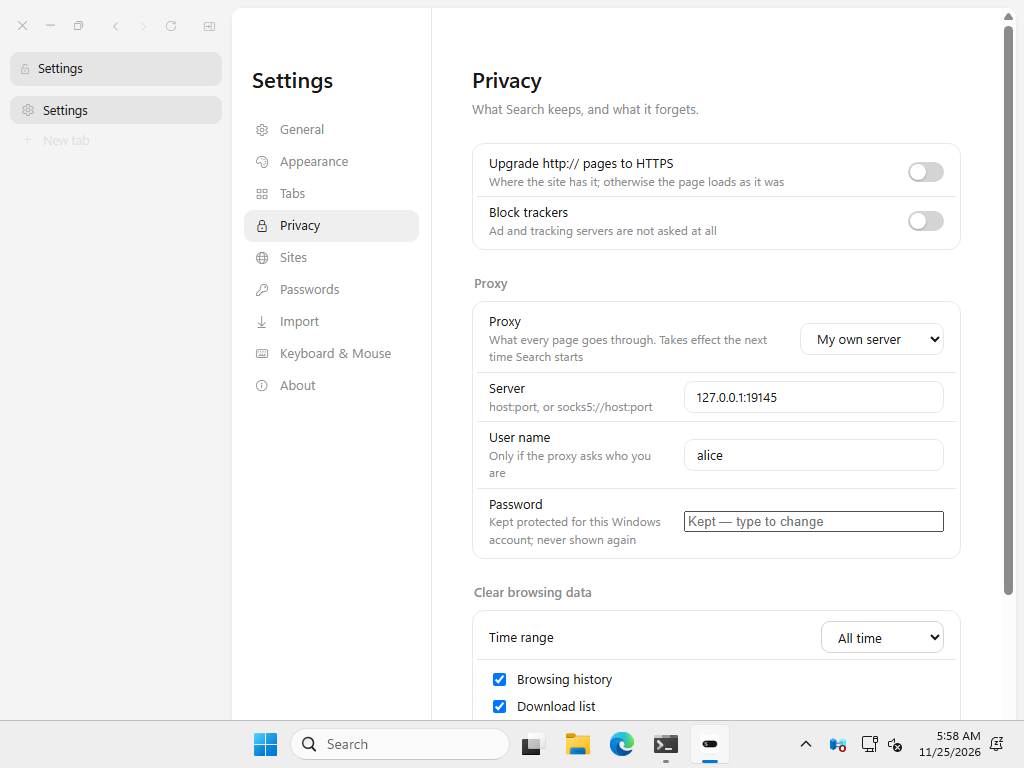 Settings
Settings
New tab
Settings
General
Appearance
Tabs
Privacy
Sites
Passwords
Import
Keyboard & Mouse
About
Privacy
What Search keeps, and what it forgets.
Upgrade http:// pages to HTTPS
Where the site has it; otherwise the page loads as it was
Block trackers
Ad and tracking servers are not asked at all
Proxy
Proxy
What every page goes through. Takes effect the next
time Search starts
My own server
Server
host:port, or socks5://host:port
127.0.0.1:19145
User name
Only if the proxy asks who you
are
alice
Password
Kept protected for this Windows
account; never shown again
Kept — type to change
Clear browsing data
Time range
All time
Browsing history
Download list
Search
5:58 AM
11/25/2026